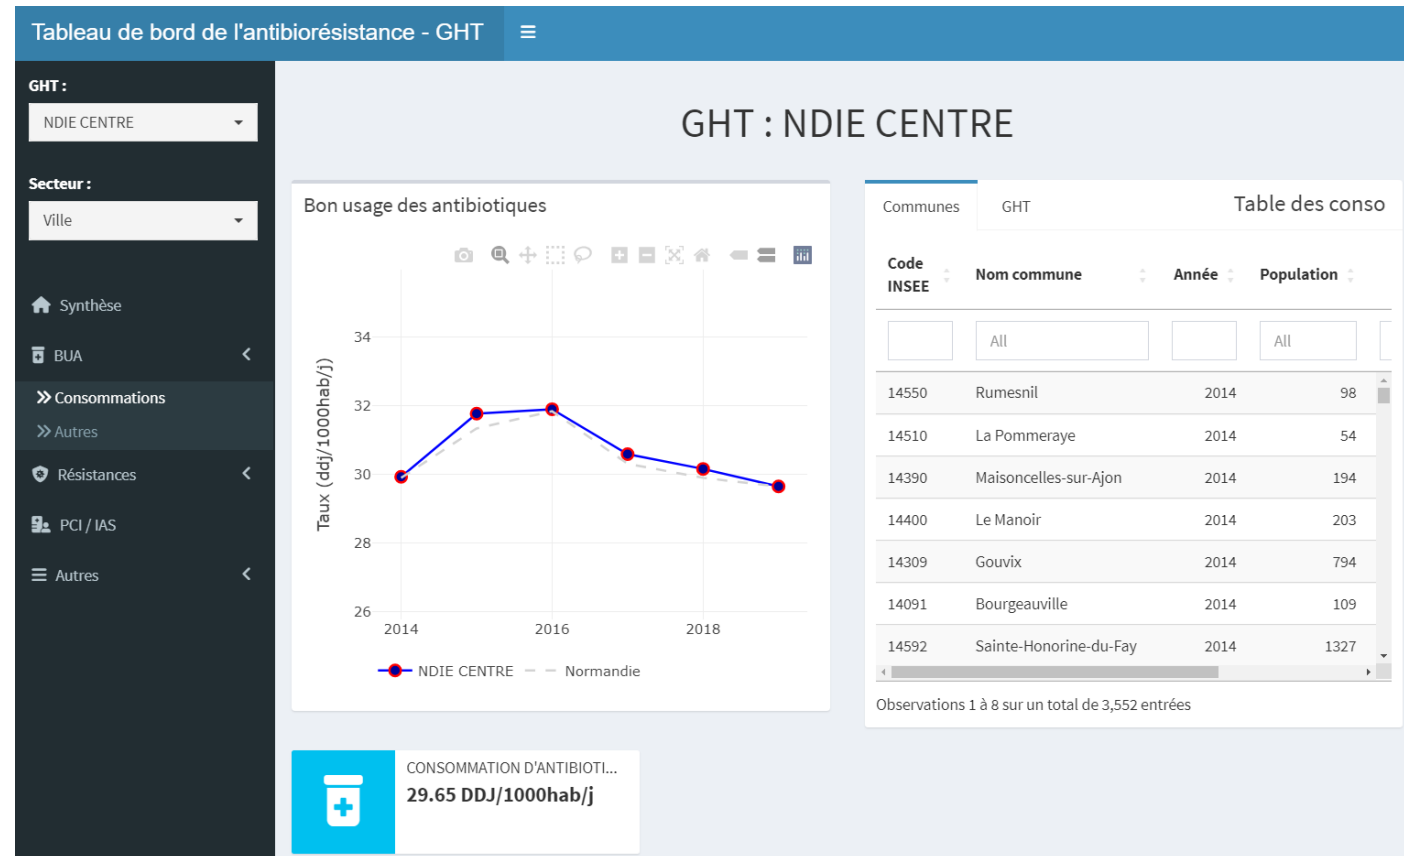 Tableau de bord de l'antibiorésistance - GHT
GHT :
NDIE CENTRE
Secteur :
Ville
Synthèse
BUA
Consommations
Autres
Résistances
PCI / IAS
Autres
GHT : NDIE CENTRE
Bon usage des antibiotiques
34
32
30
28
26
Taux (ddj/1000hab/j)
2014 2016 2018
NDIE CENTRE Normandie
Communes GHT Table des conso
Code INSEE Nom commune Année Population
All All
14550 Rumesnil 2014 98
14510 La Pommeraye 2014 54
14390 Maisoncelles-sur-Ajon 2014 194
14400 Le Manoir 2014 203
14309 Gouvix 2014 794
14091 Bourgeauville 2014 109
14592 Sainte-Honorine-du-Fay 2014 1327
Observations 1 à 8 sur un total de 3,552 entrées
CONSOMMATION D'ANTIBIOTI...
29.65 DDJ/1000hab/j